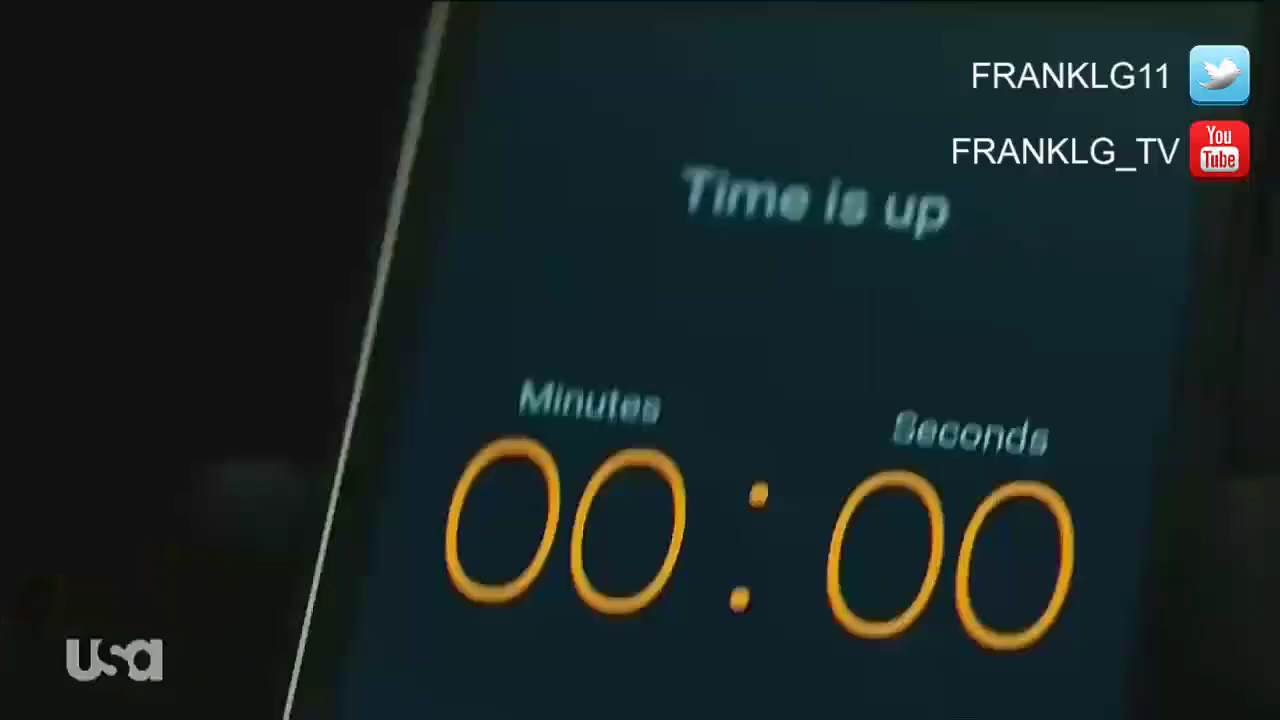 FRANKLG11
You
Tube
FRANKLG_TV
Time is up
Minutes
Seconds
00:00
usa